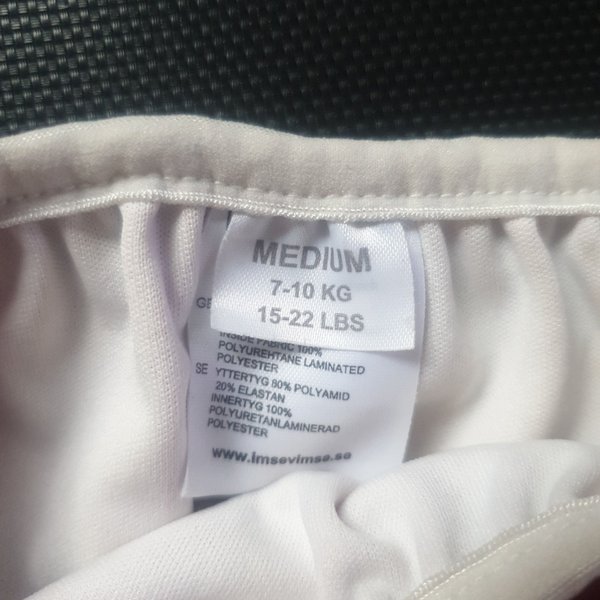 MEDIUM
7-10 KG
15-22 LBS
INSIDE FABRIC 100%
POLYUREHTANE LAMINATED
POLYESTER
SE YTTERTYG 80% POLYAMID
20% ELASTAN
INNERTYG 100%
POLYURETANLAMINERAD
POLYESTER
www.imsevimse.se